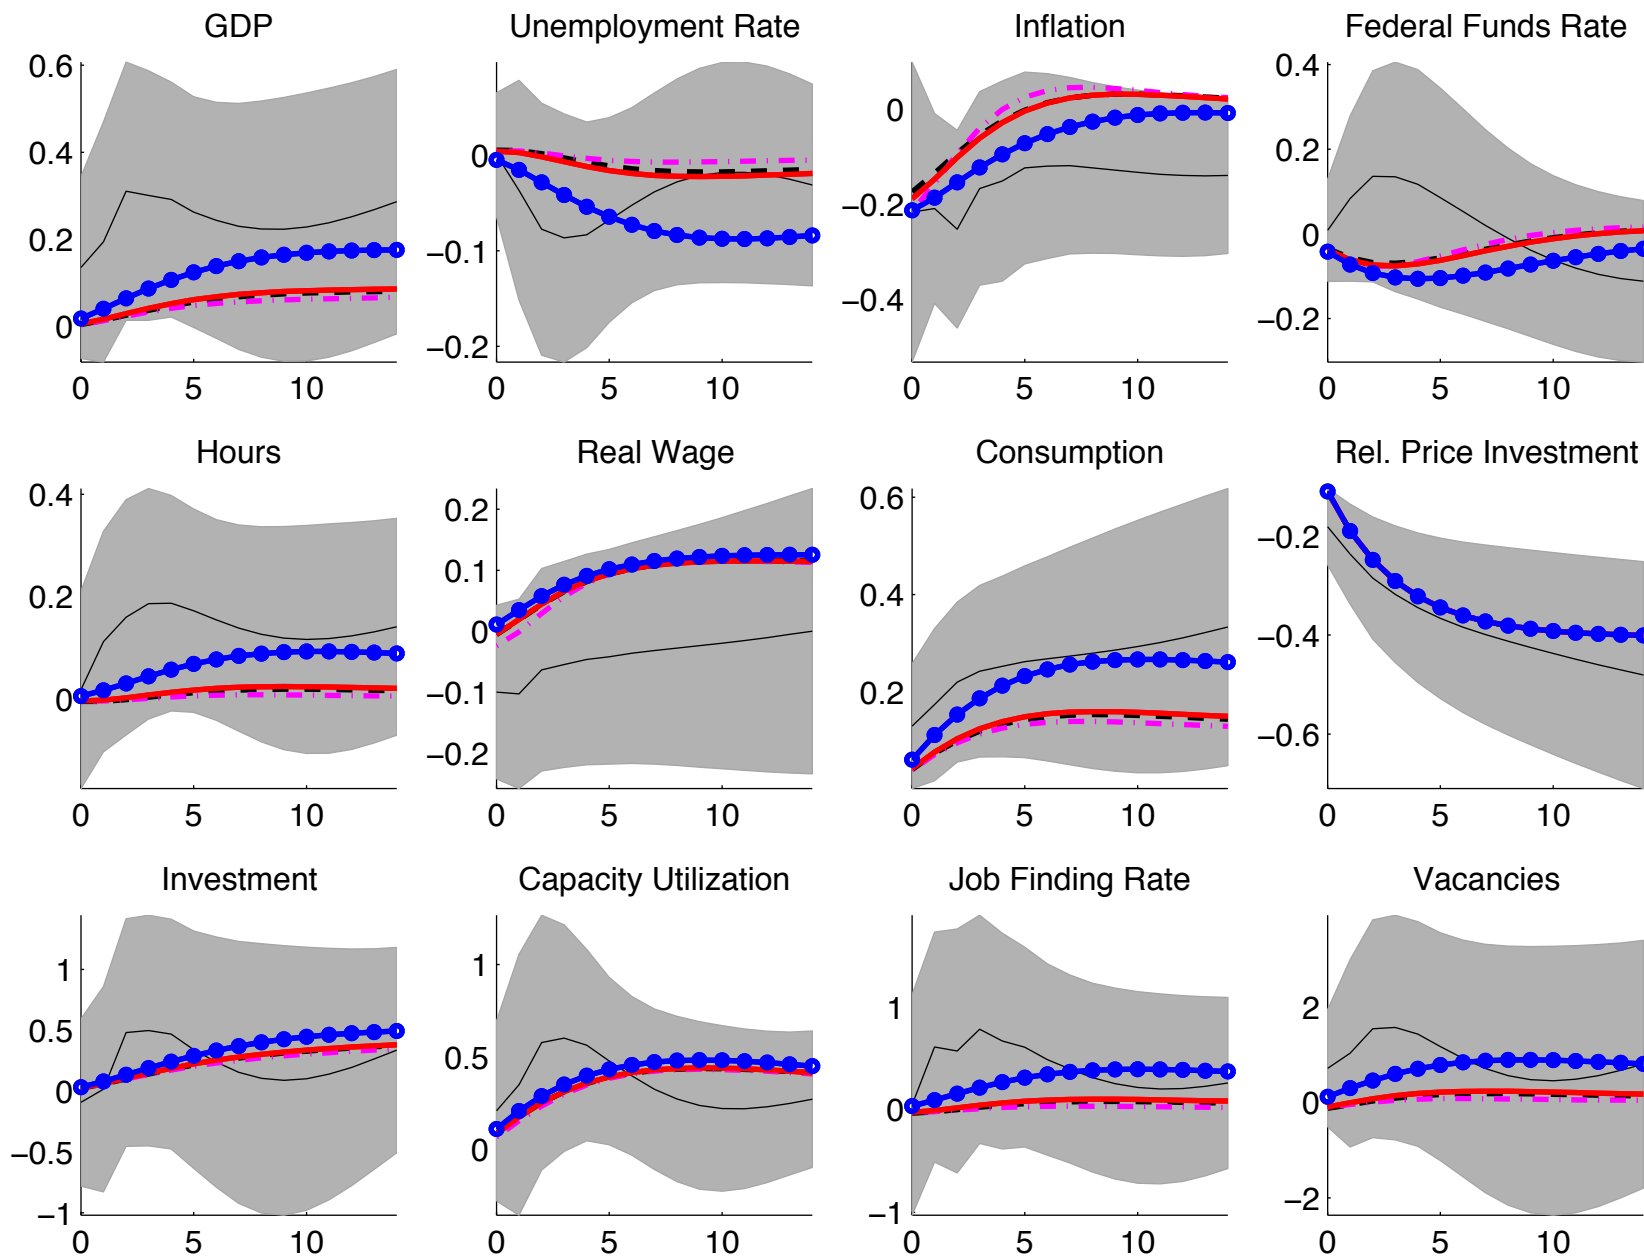 GDP
Unemployment Rate
Inflation
Federal Funds Rate
0.6
0.4
0.2
0
0 5 10
0
−0.1
−0.2
0 5 10
0
−0.2
−0.4
0 5 10
0.4
0.2
0
−0.2
0 5 10
Hours
Real Wage
Consumption
Rel. Price Investment
0.4
0.2
0
0 5 10
0.2
0.1
0
−0.1
−0.2
0 5 10
0.6
0.4
0.2
0 5 10
−0.2
−0.4
−0.6
0 5 10
Investment
Capacity Utilization
Job Finding Rate
Vacancies
1
0.5
0
−0.5
−1
0 5 10
1
0.5
0
0 5 10
1
0
−1
0 5 10
2
0
−2
0 5 10